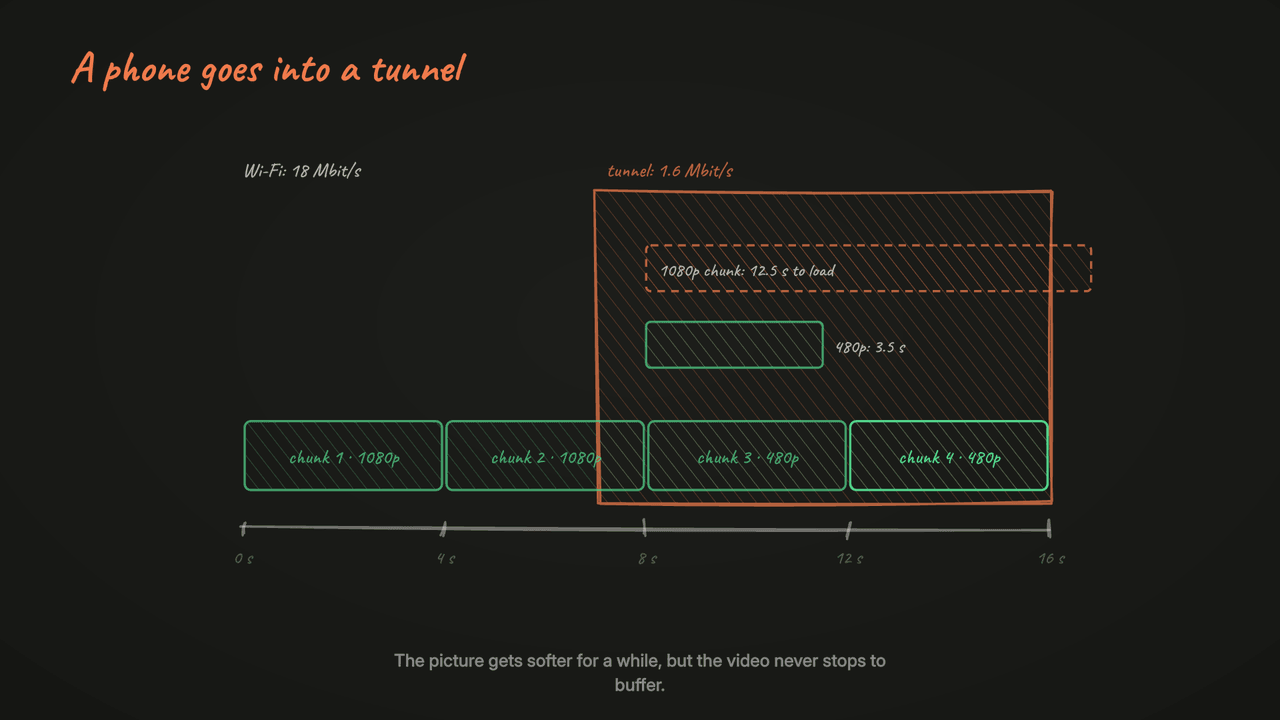 A phone goes into a tunnel
Wi-Fi: 18 Mbit/s
tunnel: 1.6 Mbit/s
1080p chunk: 12.5 s to load
480p: 3.5 s
chunk 1 · 1080p
chunk 2 · 1080p
chunk 3 · 480p
chunk 4 · 480p
0 s
4 s
8 s
12 s
16 s
The picture gets softer for a while, but the video never stops to
buffer.